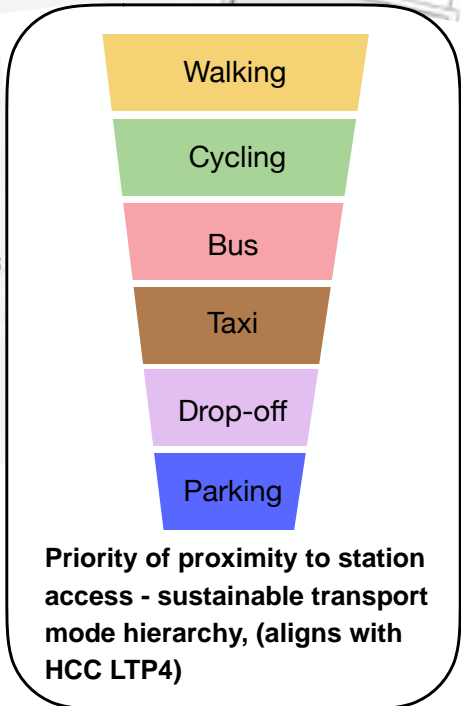 Walking
Cycling
Bus
Taxi
Drop-off
Parking
Priority of proximity to station
access - sustainable transport
mode hierarchy, (aligns with
HCC LTP4)